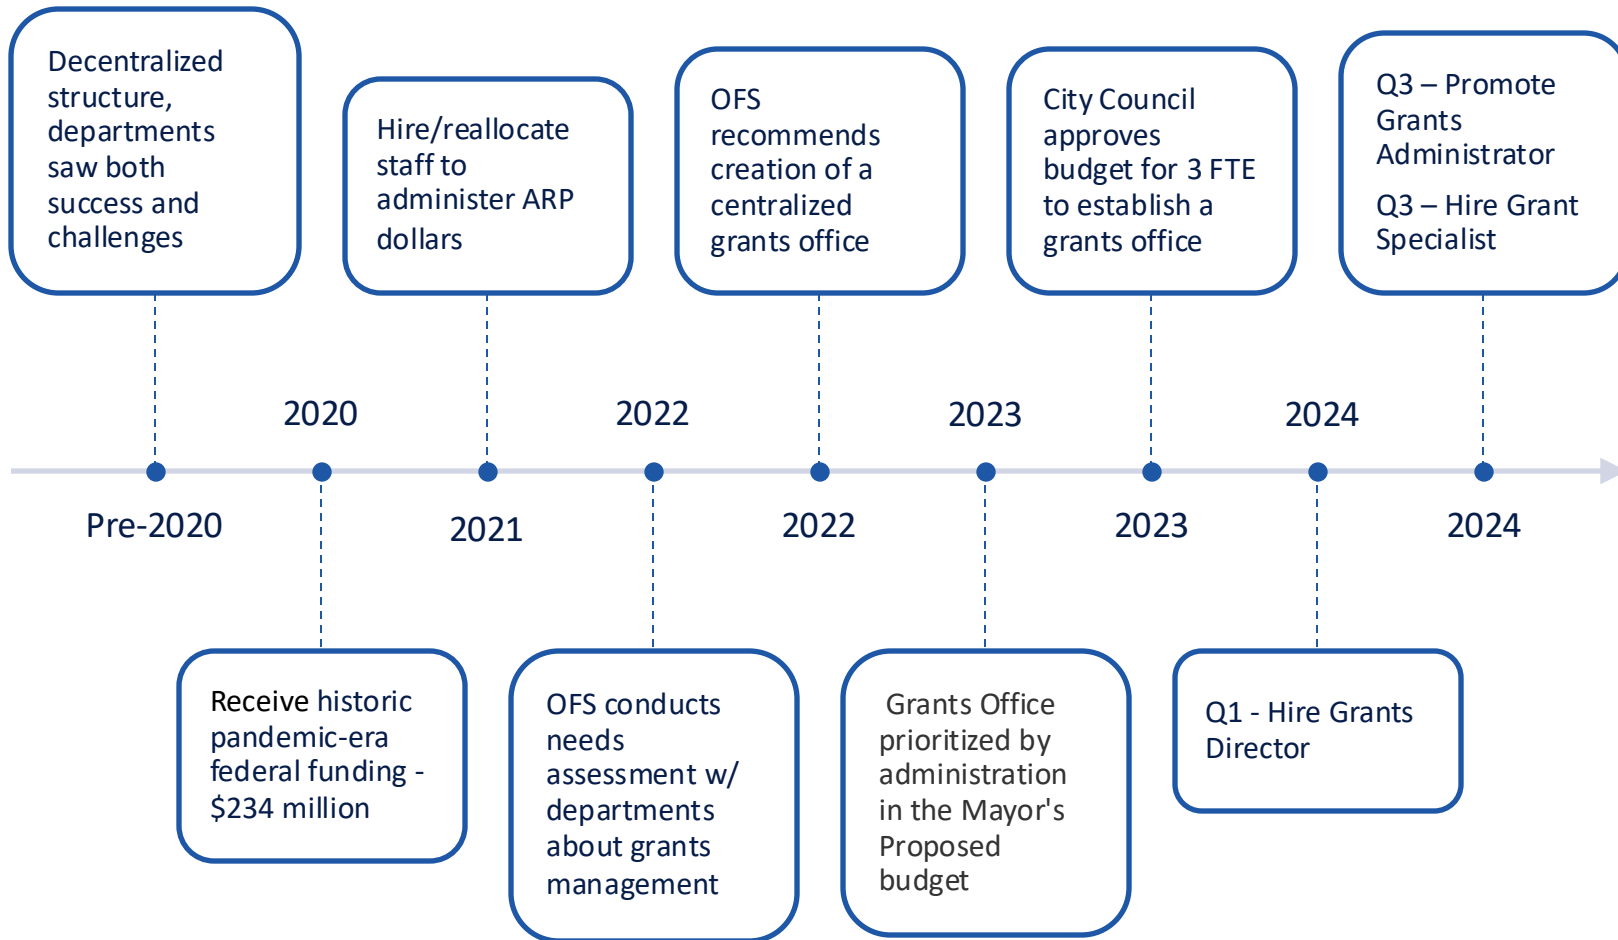 Decentralized
structure,
departments
saw both
success and
challenges
Hire/reallocate
staff to
administer ARP
dollars
OFS
recommends
creation of a
centralized
grants office
City Council
approves
budget for 3 FTE
to establish a
grants office
Q3 – Promote
Grants
Administrator
Q3 – Hire Grant
Specialist
2020
2022
2023
2024
Pre-2020
2021
2022
2023
2024
Receive historic
pandemic-era
federal funding -
$234 million
OFS conducts
needs
assessment w/
departments
about grants
management
Grants Office
prioritized by
administration
in the Mayor's
Proposed
budget
Q1 - Hire Grants
Director